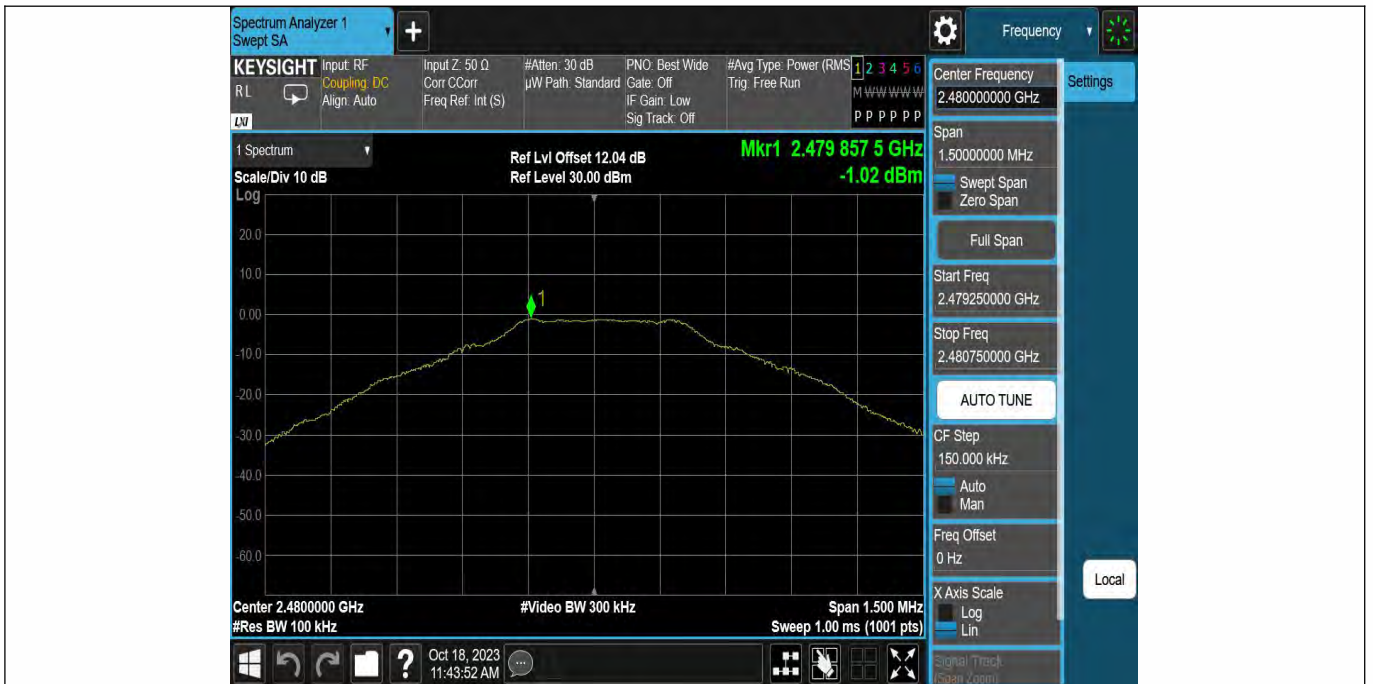 Spectrum Analyzer 1
Swept SA
+
Frequency
KEYSIGHT
R L
LXI
Input: RF
Coupling: DC
Align: Auto
Input Z: 50 Ω
Corr CCorr
Freq Ref: Int (S)
#Atten: 30 dB
µW Path: Standard
PNO: Best Wide
Gate: Off
IF Gain: Low
Sig Track: Off
#Avg Type: Power (RMS
Trig: Free Run
1 2 3 4 5 6
M W W W W W
P P P P P P
1 Spectrum
Scale/Div 10 dB
Log
Ref Lvl Offset 12.04 dB
Ref Level 30.00 dBm
Mkr1 2.479 857 5 GHz
-1.02 dBm
20.0
10.0
0.00
-10.0
-20.0
-30.0
-40.0
-50.0
-60.0
1
Center 2.4800000 GHz
#Res BW 100 kHz
#Video BW 300 kHz
Span 1.500 MHz
Sweep 1.00 ms (1001 pts)
Center Frequency
2.480000000 GHz
Settings
Span
1.50000000 MHz
Swept Span
Zero Span
Full Span
Start Freq
2.479250000 GHz
Stop Freq
2.480750000 GHz
AUTO TUNE
CF Step
150.000 kHz
Auto
Man
Freq Offset
0 Hz
X Axis Scale
Log
Lin
Local
Signal Track
(Span Zoom)
?
Oct 18, 2023
11:43:52 AM